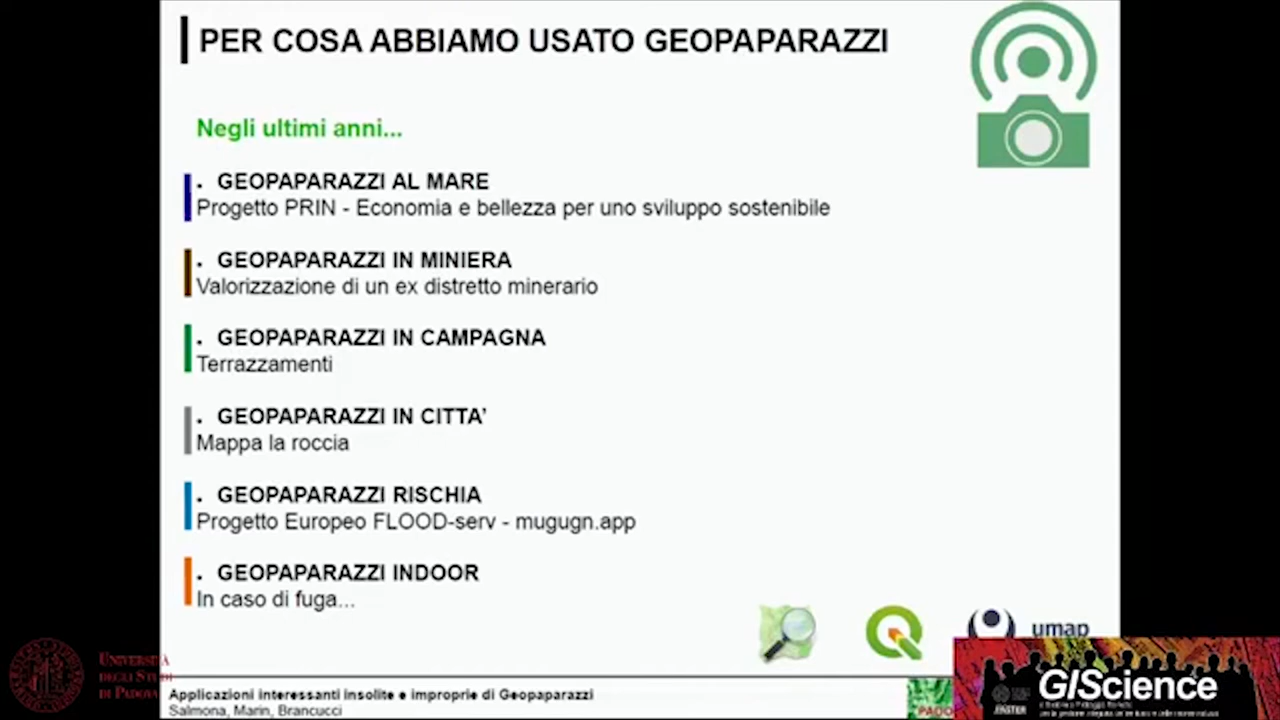 PER COSA ABBIAMO USATO GEOPAPARAZZI
Negli ultimi anni...
. GEOPAPARAZZI AL MARE
Progetto PRIN - Economia e bellezza per uno sviluppo sostenibile
. GEOPAPARAZZI IN MINIERA
Valorizzazione di un ex distretto minerario
. GEOPAPARAZZI IN CAMPAGNA
Terrazzamenti
. GEOPAPARAZZI IN CITTA'
Mappa la roccia
. GEOPAPARAZZI RISCHIA
Progetto Europeo FLOOD-serv - mugugn.app
. GEOPAPARAZZI INDOOR
In caso di fuga...
umap
UNIVERSITÀ
DEGLI STUDI
DI PADOVA
Applicazioni interessanti insolite e improprie di Geopaparazzi
Salmona, Marin, Brancucci
PADO
GIScience